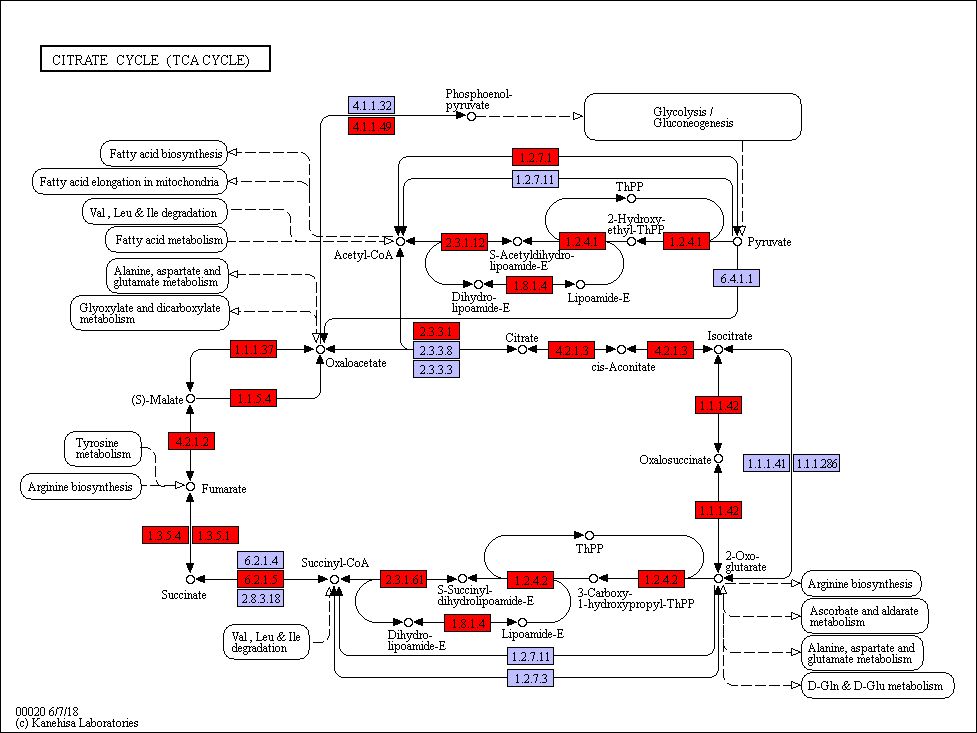 CITRATE CYCLE (TCA CYCLE)
Phosphoenol-
pyruvate
4.1.1.32
4.1.1.49
Glycolysis /
Gluconeogenesis
Fatty acid biosynthesis
Fatty acid elongation in mitochondria
Val , Leu & Ile degradation
Fatty acid metabolism
Alanine, aspartate and
glutamate metabolism
Glyoxylate and dicarboxylate
metabolism
1.2.7.1
1.2.7.11
ThPP
2-Hydroxy-
ethyl-ThPP
Acetyl-CoA
2.3.1.12
S-Acetyldihydro-
lipoamide-E
1.2.4.1
1.2.4.1
Pyruvate
1.8.1.4
Dihydro-
lipoamide-E
Lipoamide-E
6.4.1.1
2.3.3.1
2.3.3.8
2.3.3.3
Citrate
Isocitrate
1.1.1.37
Oxaloacetate
4.2.1.3
4.2.1.3
cis-Aconitate
(S)-Malate
1.1.5.4
1.1.1.42
4.2.1.2
Tyrosine
metabolism
Oxalosuccinate
1.1.1.41
1.1.1.286
Arginine biosynthesis
Fumarate
1.1.1.42
1.3.5.4
1.3.5.1
ThPP
2-Oxo-
glutarate
6.2.1.4
6.2.1.5
2.8.3.18
Succinyl-CoA
Succinate
2.3.1.61
S-Succinyl-
dihydrolipoamide-E
1.2.4.2
1.2.4.2
3-Carboxy-
1-hydroxypropyl-ThPP
Arginine biosynthesis
1.8.1.4
Ascorbate and aldarate
metabolism
Val , Leu & Ile
degradation
Dihydro-
lipoamide-E
Lipoamide-E
1.2.7.11
Alanine, aspartate and
glutamate metabolism
1.2.7.3
D-Gln & D-Glu metabolism
00020 6/7/18
(c) Kanehisa Laboratories